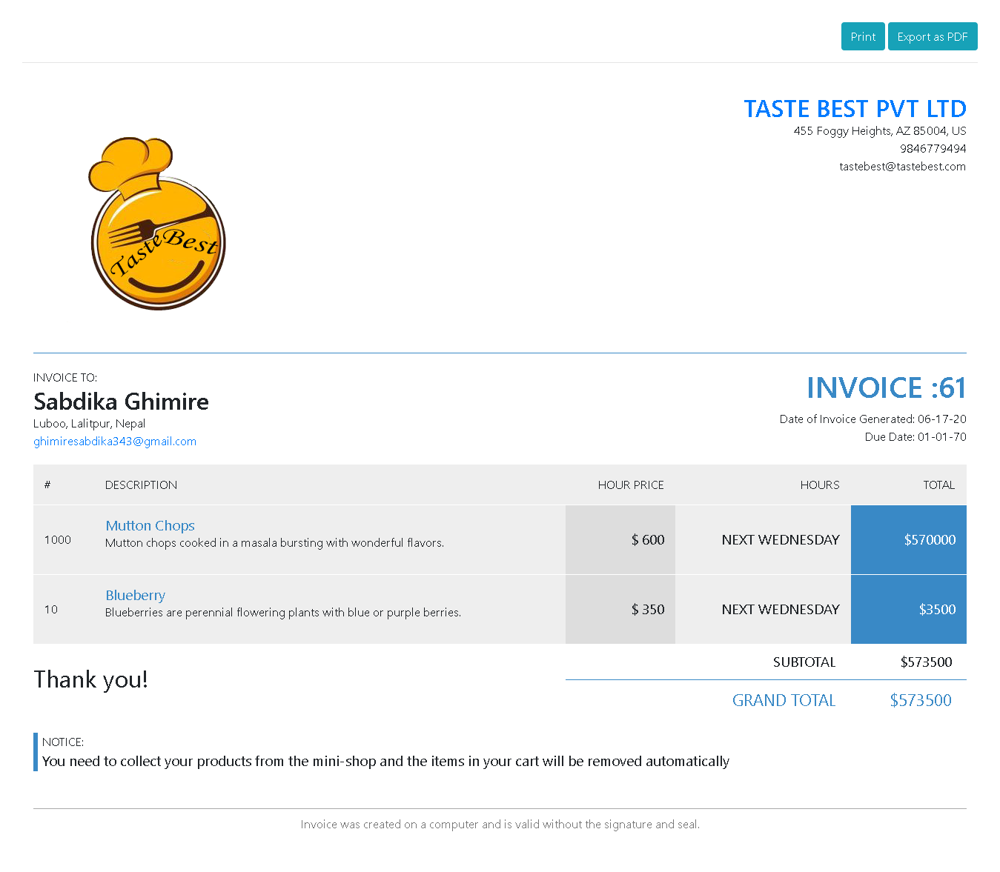 Print Export as PDF
TASTE BEST PVT LTD
455 Foggy Heights, AZ 85004, US
9846779494
tastebest@tastebest.com
TasteBest
INVOICE TO:
Sabdika Ghimire
Luboo, Lalitpur, Nepal
ghimiresabdika343@gmail.com
INVOICE :61
Date of Invoice Generated: 06-17-20
Due Date: 01-01-70
# DESCRIPTION HOUR PRICE HOURS TOTAL
Mutton Chops
1000 Mutton chops cooked in a masala bursting with wonderful flavors. $ 600 NEXT WEDNESDAY $570000
Blueberry
10 Blueberries are perennial flowering plants with blue or purple berries. $ 350 NEXT WEDNESDAY $3500
SUBTOTAL $573500
Thank you!
GRAND TOTAL $573500
NOTICE:
You need to collect your products from the mini-shop and the items in your cart will be removed automatically
Invoice was created on a computer and is valid without the signature and seal.